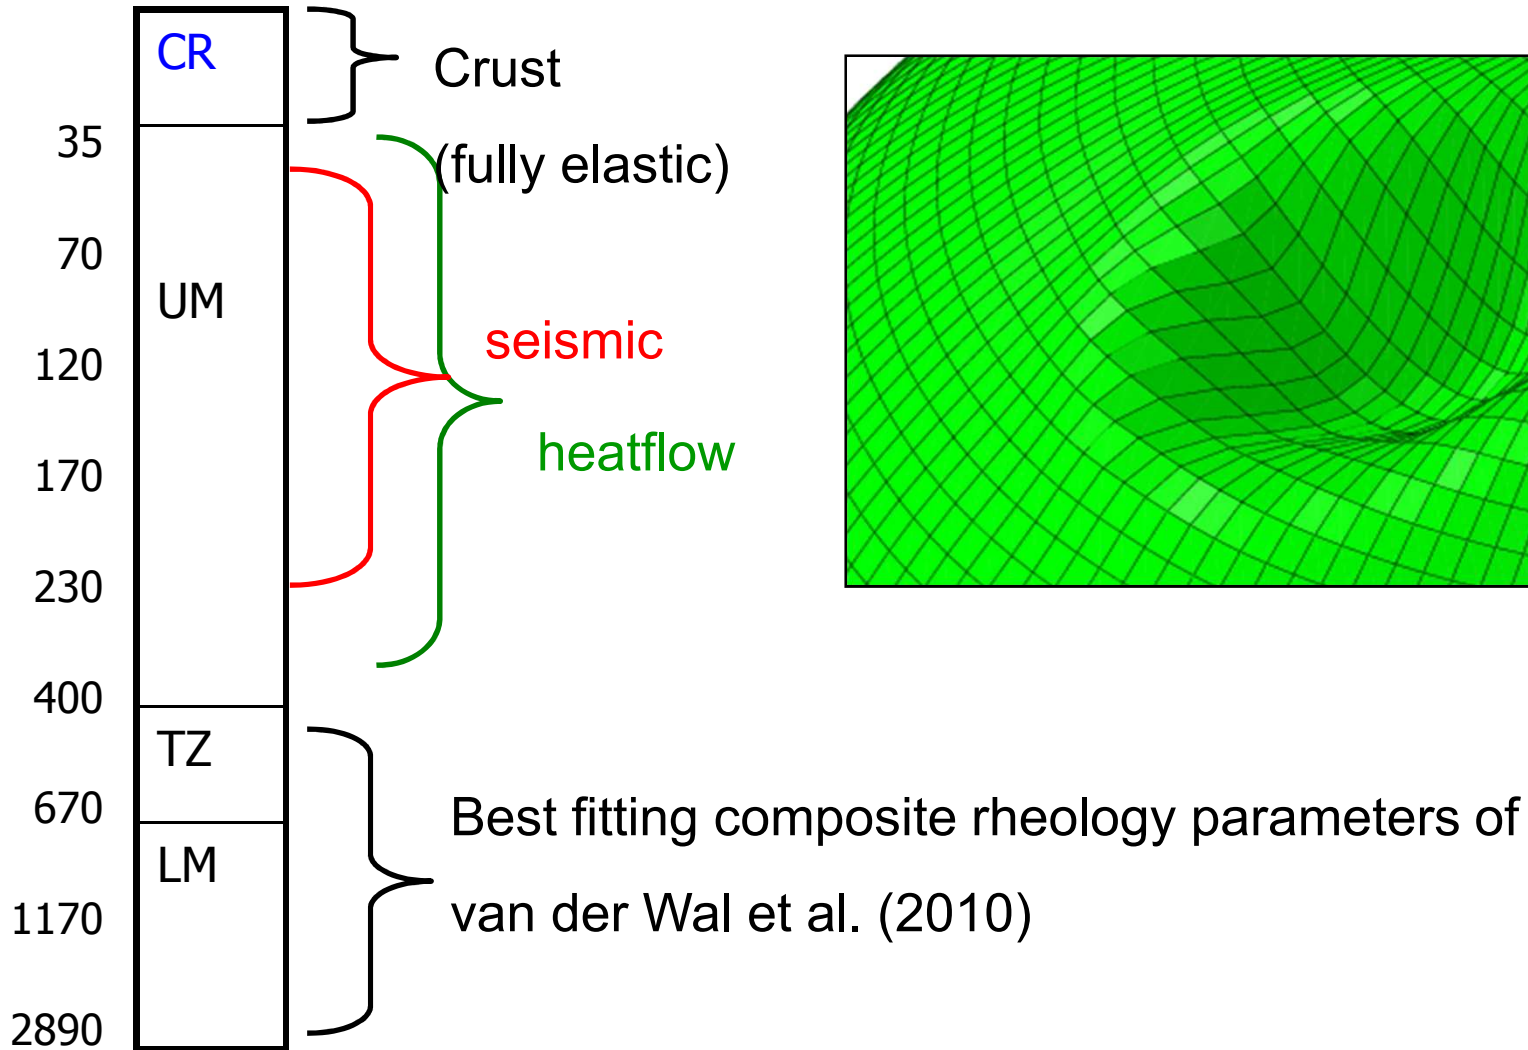 CR
Crust
35
(fully elastic)
70
UM
120
seismic
170
heatflow
230
400
TZ
670
Best fitting composite rheology parameters of
LM
1170
van der Wal et al. (2010)
2890